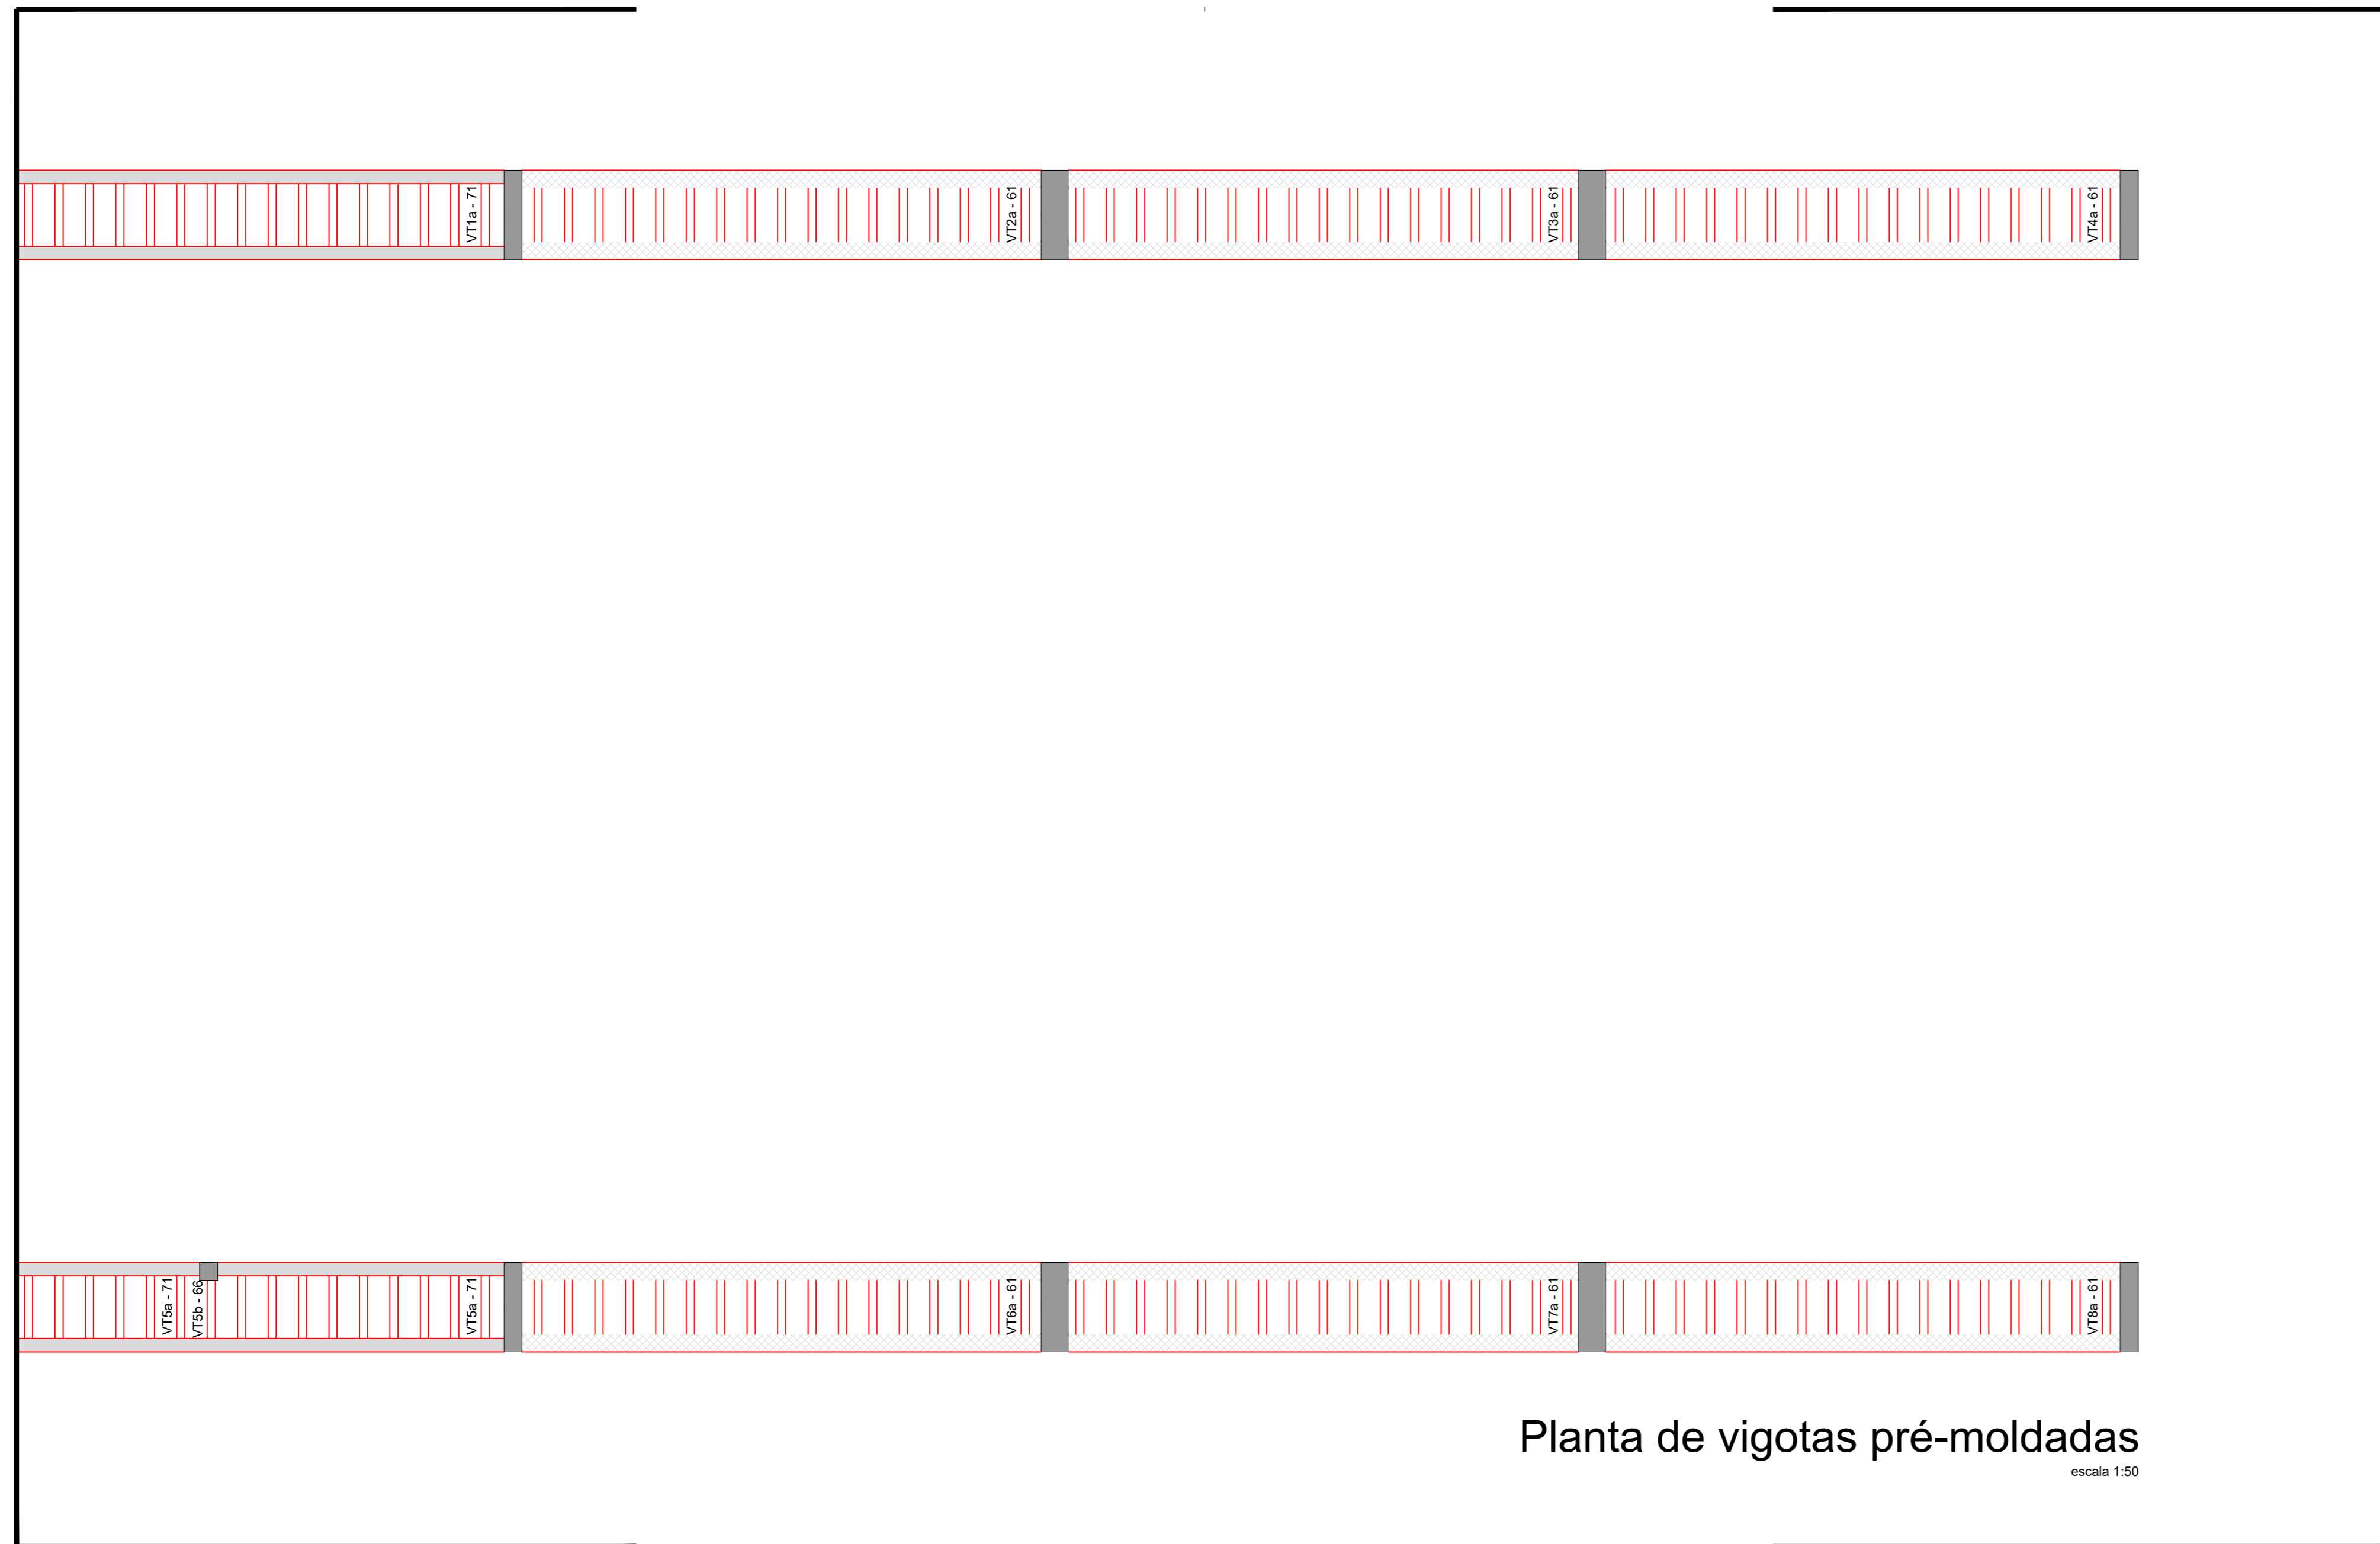 VT1a - 71
VT2a - 61
VT3a - 61
VT4a - 61
VT5a - 71
VT5b - 66
VT5a - 71
VT6a - 61
VT7a - 61
VT8a - 61
Planta de vigotas pré-moldadas
escala 1:50